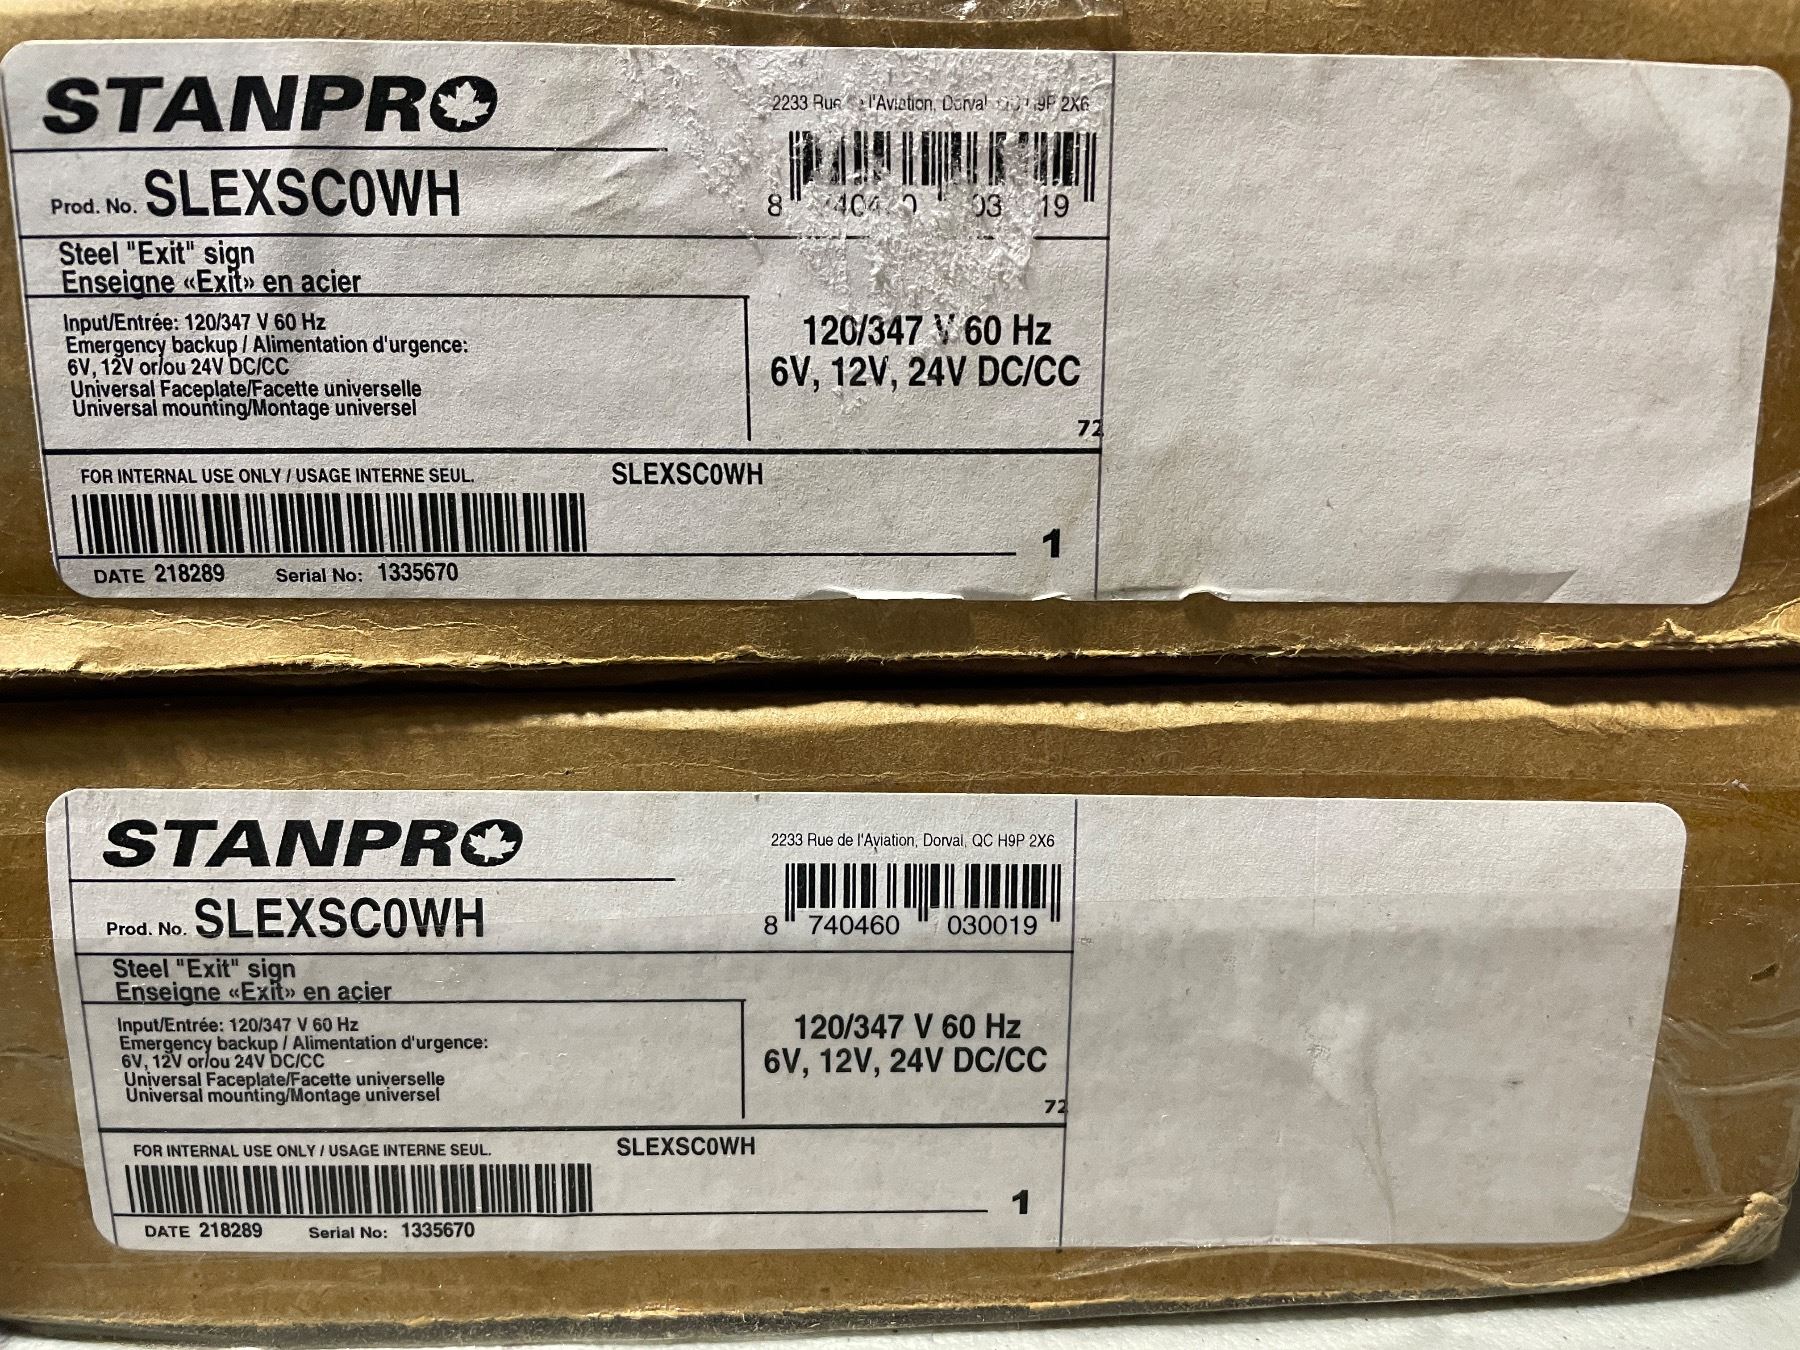 STANPRO
2233 Rue l'Aviation, Dorval 2X6
Prod. No. SLEXSC0WH
8 19
Steel "Exit" sign
Enseigne «Exit» en acier
Input/Entrée: 120/347 V 60 Hz
Emergency backup / Alimentation d'urgence:
6V, 12V or/ou 24V DC/CC
Universal Faceplate/Facette universelle
Universal mounting/Montage universel
120/347 V 60 Hz
6V, 12V, 24V DC/CC
72
FOR INTERNAL USE ONLY / USAGE INTERNE SEUL.
SLEXSC0WH
1
DATE 218289 Serial No: 1335670
STANPRO
2233 Rue de l'Aviation, Dorval, QC H9P 2X6
Prod. No. SLEXSC0WH
8 740460 030019
Steel "Exit" sign
Enseigne «Exit» en acier
Input/Entrée: 120/347 V 60 Hz
Emergency backup / Alimentation d'urgence:
6V, 12V or/ou 24V DC/CC
Universal Faceplate/Facette universelle
Universal mounting/Montage universel
120/347 V 60 Hz
6V, 12V, 24V DC/CC
72
FOR INTERNAL USE ONLY / USAGE INTERNE SEUL.
SLEXSC0WH
1
DATE 218289 Serial No: 1335670